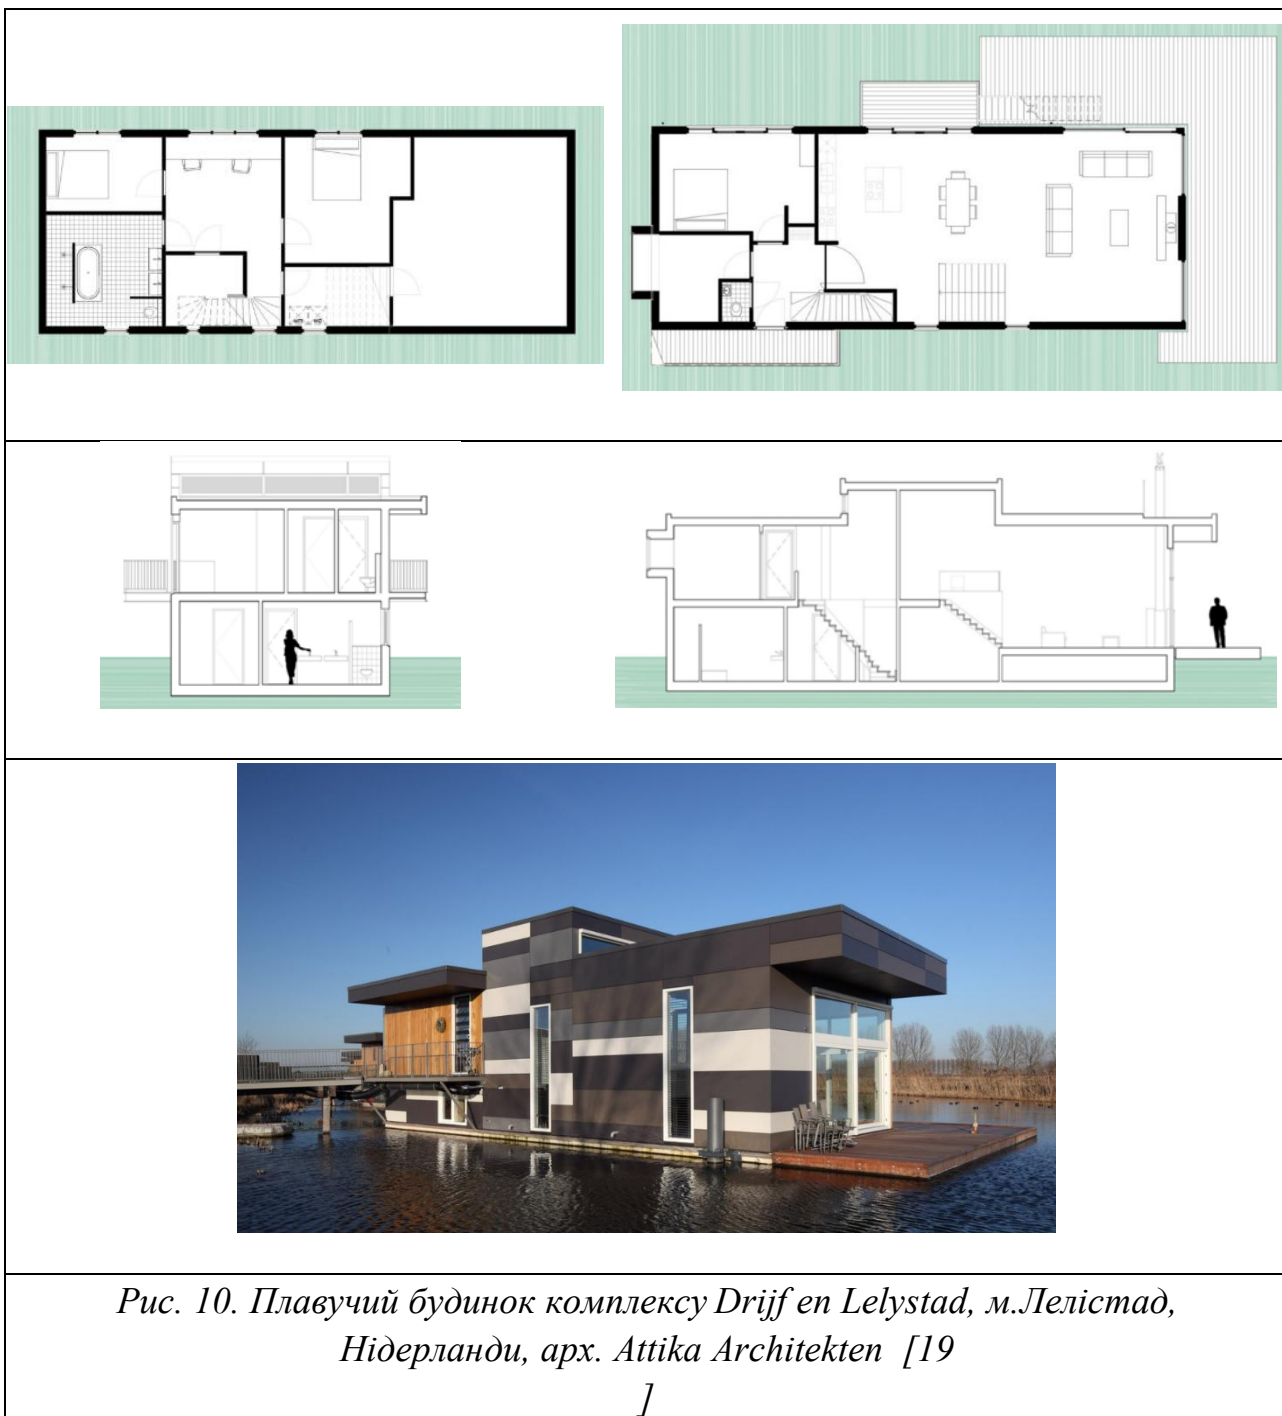 Рис. 10. Плавучий будинок комплексу Drijf en Lelystad, м.Лелістад,
Нідерланди, арх. Attika Architekten [19
]